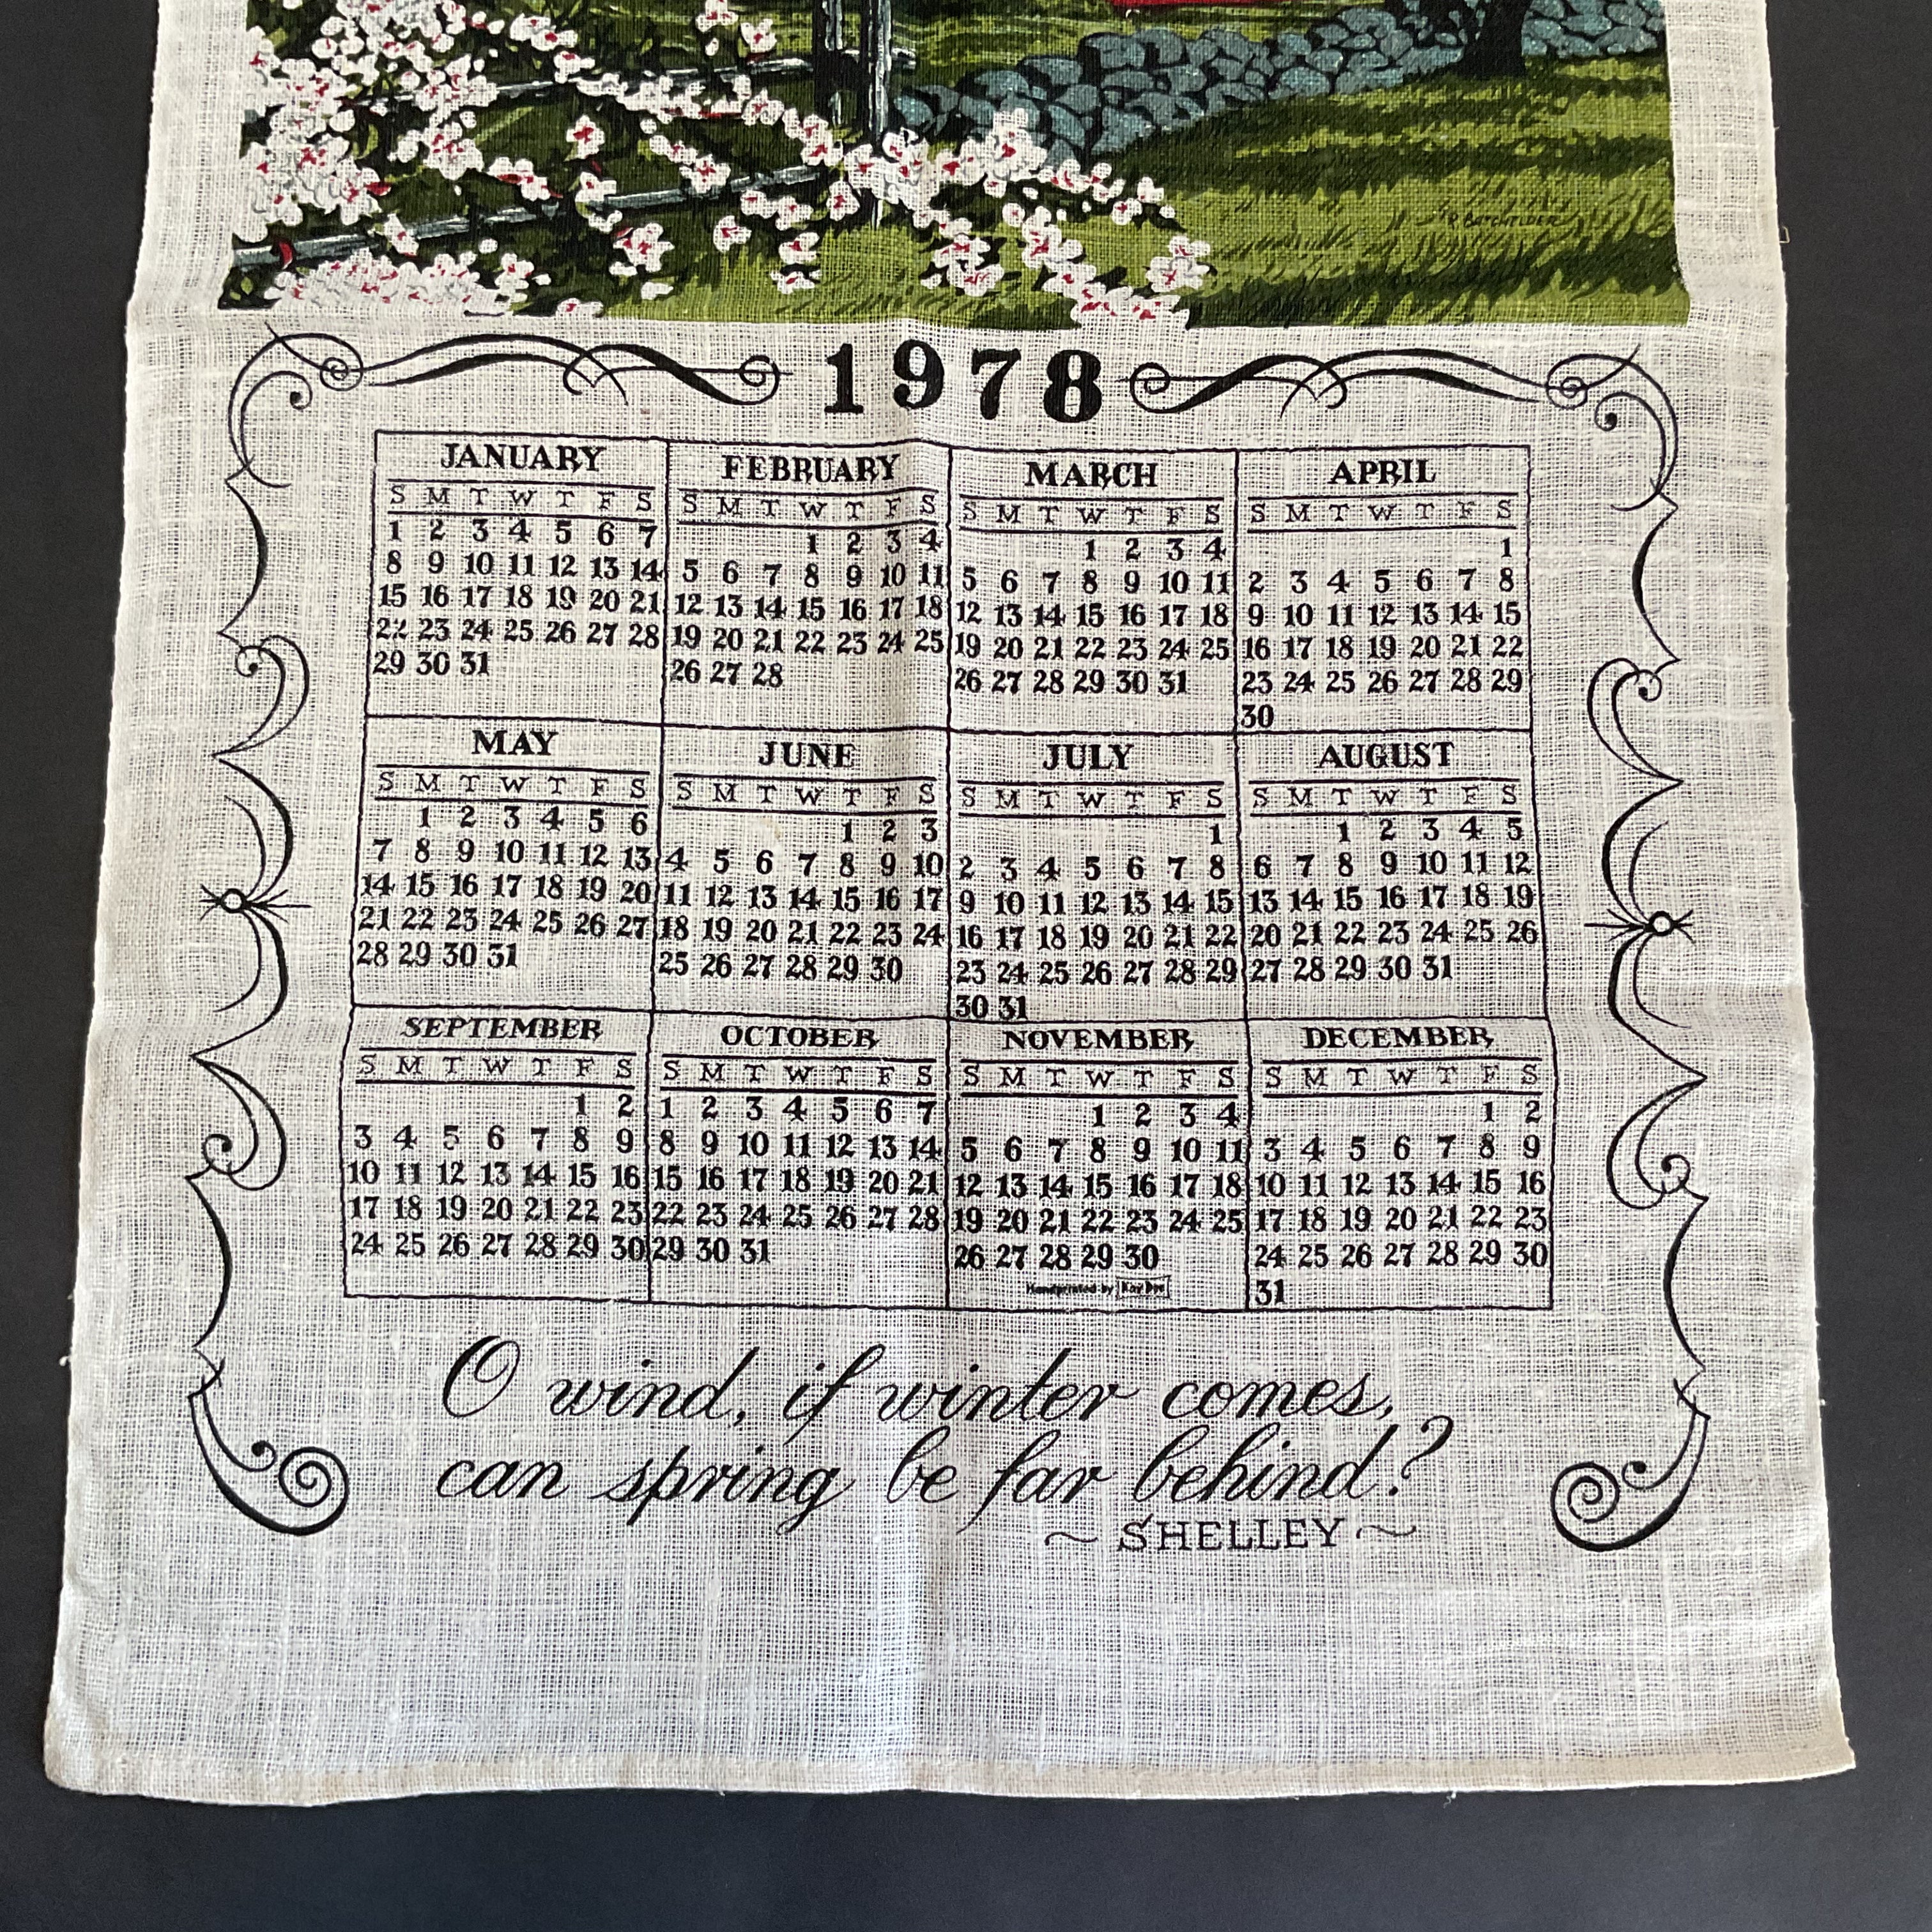 R BATCHELDER
1978
JANUARY
S M T W T F S
1 2 3 4 5 6 7
8 9 10 11 12 13 14
15 16 17 18 19 20 21
22 23 24 25 26 27 28
29 30 31
FEBRUARY
S M T W T F S
1 2 3 4
5 6 7 8 9 10 11
12 13 14 15 16 17 18
19 20 21 22 23 24 25
26 27 28
MARCH
S M T W T F S
1 2 3 4
5 6 7 8 9 10 11
12 13 14 15 16 17 18
19 20 21 22 23 24 25
26 27 28 29 30 31
APRIL
S M T W T F S
1
2 3 4 5 6 7 8
9 10 11 12 13 14 15
16 17 18 19 20 21 22
23 24 25 26 27 28 29
30
MAY
S M T W T F S
1 2 3 4 5 6
7 8 9 10 11 12 13
14 15 16 17 18 19 20
21 22 23 24 25 26 27
28 29 30 31
JUNE
S M T W T F S
1 2 3
4 5 6 7 8 9 10
11 12 13 14 15 16 17
18 19 20 21 22 23 24
25 26 27 28 29 30
JULY
S M T W T F S
1
2 3 4 5 6 7 8
9 10 11 12 13 14 15
16 17 18 19 20 21 22
23 24 25 26 27 28 29
30 31
AUGUST
S M T W T F S
1 2 3 4 5
6 7 8 9 10 11 12
13 14 15 16 17 18 19
20 21 22 23 24 25 26
27 28 29 30 31
SEPTEMBER
S M T W T F S
1 2
3 4 5 6 7 8 9
10 11 12 13 14 15 16
17 18 19 20 21 22 23
24 25 26 27 28 29 30
OCTOBER
S M T W T F S
1 2 3 4 5 6 7
8 9 10 11 12 13 14
15 16 17 18 19 20 21
22 23 24 25 26 27 28
29 30 31
NOVEMBER
S M T W T F S
1 2 3 4
5 6 7 8 9 10 11
12 13 14 15 16 17 18
19 20 21 22 23 24 25
26 27 28 29 30
Handprinted by Kay Dee
DECEMBER
S M T W T F S
1 2
3 4 5 6 7 8 9
10 11 12 13 14 15 16
17 18 19 20 21 22 23
24 25 26 27 28 29 30
31
O wind, if winter comes,
can spring be far behind?
~ SHELLEY ~